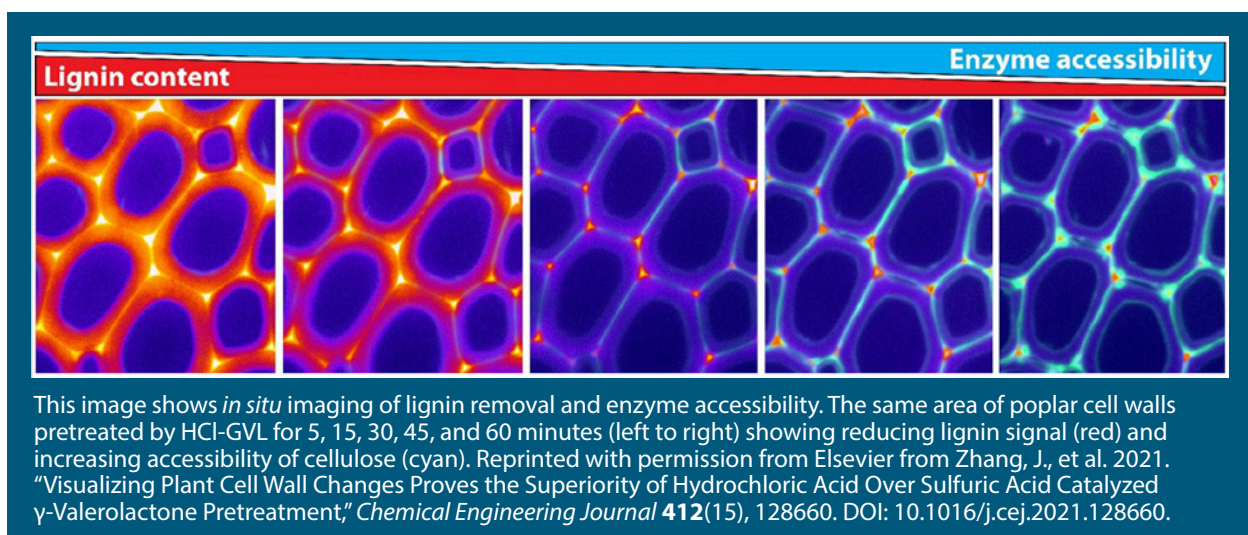 Enzyme accessibility
Lignin content
This image shows in situ imaging of lignin removal and enzyme accessibility. The same area of poplar cell walls
pretreated by HCl-GVL for 5, 15, 30, 45, and 60 minutes (left to right) showing reducing lignin signal (red) and
increasing accessibility of cellulose (cyan). Reprinted with permission from Elsevier from Zhang, J., et al. 2021.
“Visualizing Plant Cell Wall Changes Proves the Superiority of Hydrochloric Acid Over Sulfuric Acid Catalyzed
γ-Valerolactone Pretreatment,” Chemical Engineering Journal 412(15), 128660. DOI: 10.1016/j.cej.2021.128660.